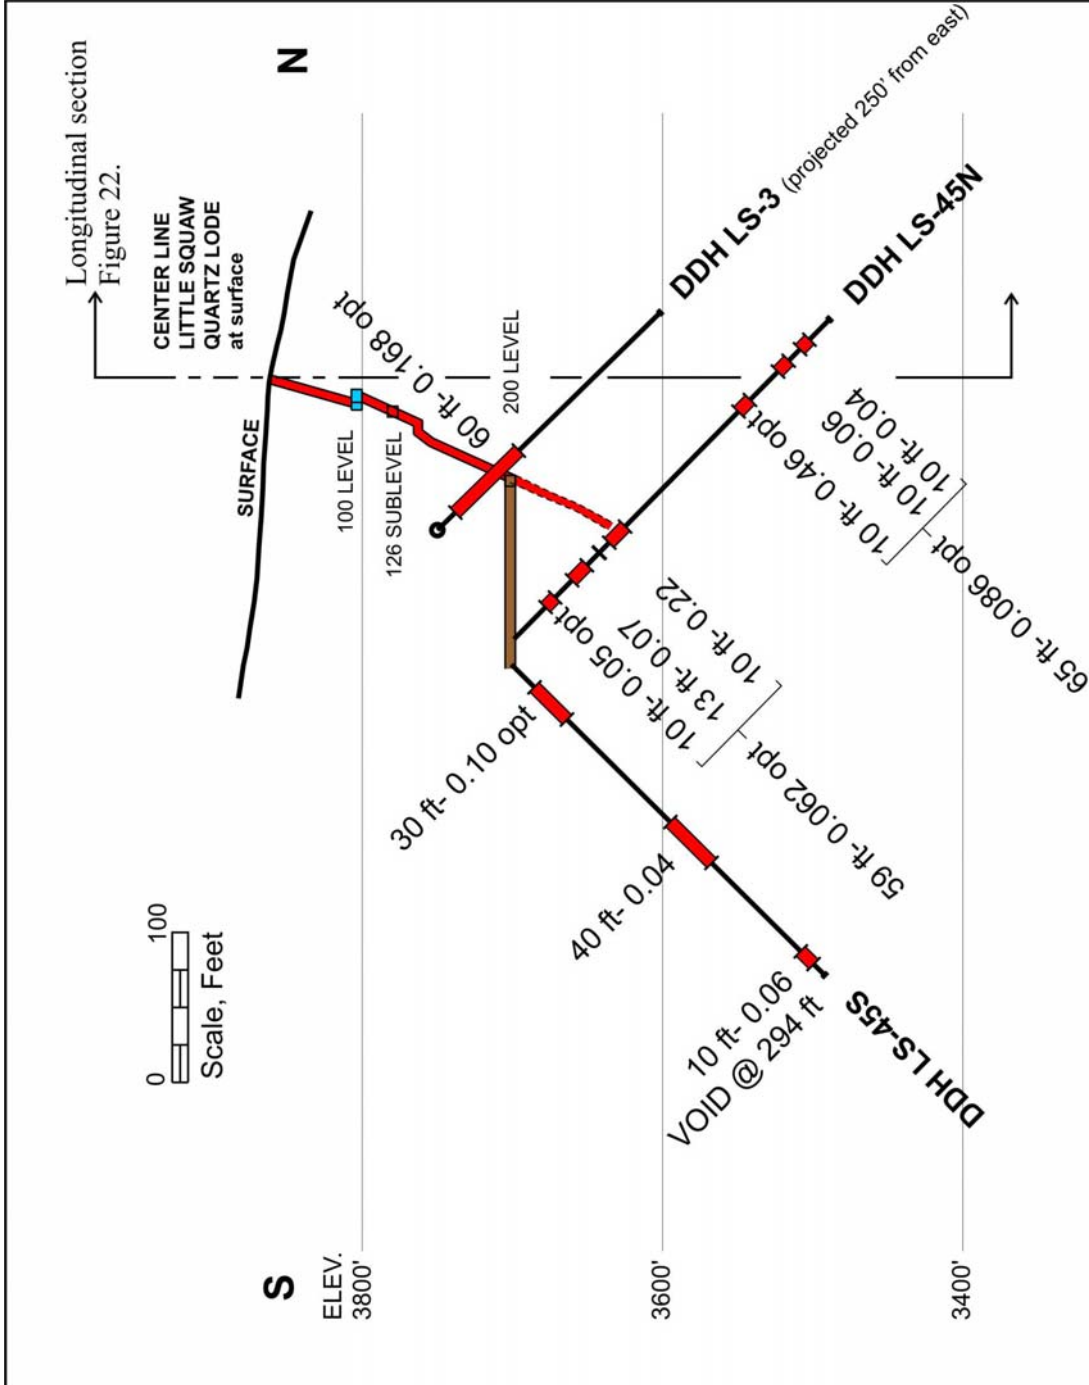 Longitudinal section
Figure 22.
S
N
CENTER LINE
LITTLE SQUAW
QUARTZ LODE
at surface
SURFACE
ELEV.
3800'
3600'
3400'
0
100
Scale, Feet
100 LEVEL
126 SUBLEVEL
200 LEVEL
60 ft- 0.168 opt
DDH LS-3 (projected 250' from east)
DDH LS-45N
10 ft- 0.46 opt
10 ft- 0.06
10 ft- 0.04
65 ft- 0.086 opt
10 ft- 0.05 opt
13 ft- 0.07
10 ft- 0.22
59 ft- 0.062 opt
30 ft- 0.10 opt
40 ft- 0.04
10 ft- 0.06
VOID @ 294 ft
DDH LS-45S